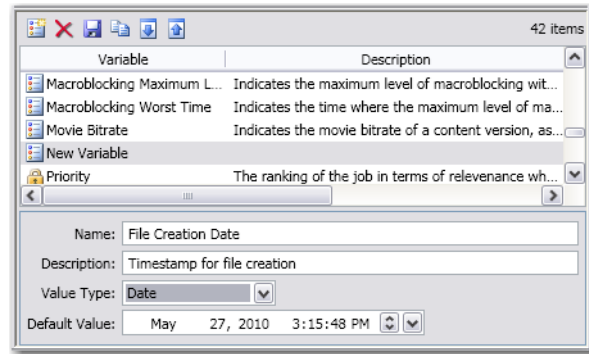 42 items
Variable Description
Macroblocking Maximum L... Indicates the maximum level of macroblocking wit...
Macroblocking Worst Time Indicates the time where the maximum level of ma...
Movie Bitrate Indicates the movie bitrate of a content version, as...
New Variable
Priority The ranking of the job in terms of relevenance wh...
Name: File Creation Date
Description: Timestamp for file creation
Value Type: Date
Default Value: May 27, 2010 3:15:48 PM